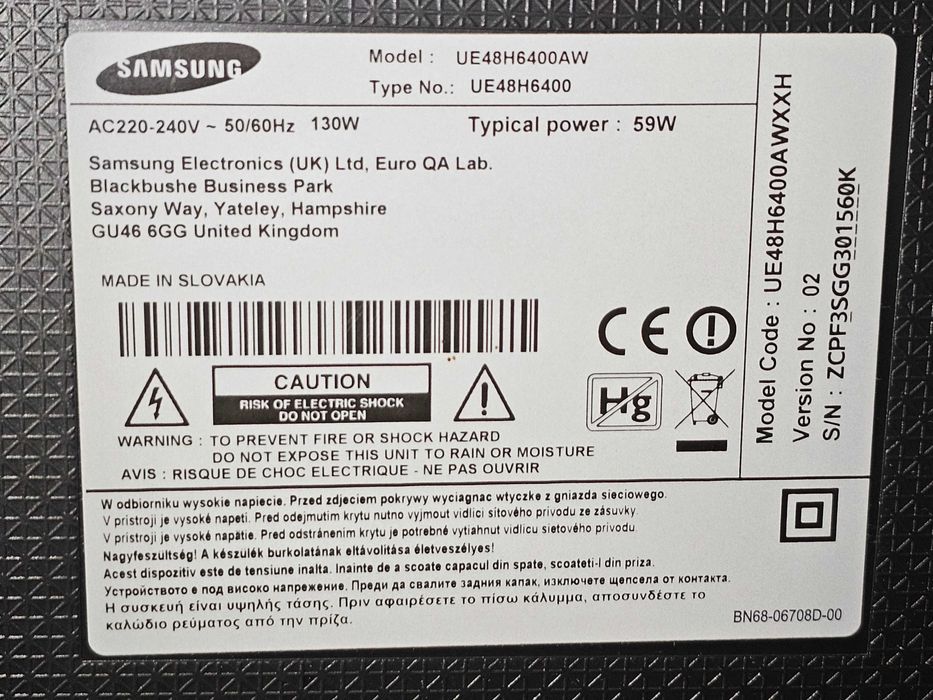 SAMSUNG
Model : UE48H6400AW
Type No.: UE48H6400
AC220-240V ~ 50/60Hz 130W
Typical power : 59W
Samsung Electronics (UK) Ltd, Euro QA Lab.
Blackbushe Business Park
Saxony Way, Yateley, Hampshire
GU46 6GG United Kingdom
MADE IN SLOVAKIA
CE
Hg
CAUTION
RISK OF ELECTRIC SHOCK
DO NOT OPEN
WARNING : TO PREVENT FIRE OR SHOCK HAZARD
DO NOT EXPOSE THIS UNIT TO RAIN OR MOISTURE
AVIS : RISQUE DE CHOC ELECTRIQUE - NE PAS OUVRIR
Model Code : UE48H6400AWXXH
Version No : 02
S/N : ZCPF3SGG301560K
W odbiorniku wysokie napiecie. Przed zdjeciem pokrywy wyciagnac wtyczke z gniazda sieciowego.
V pristroji je vysoké napeti. Pred odejmutim krytu nutno vyjmout vidlici sítového privodu ze zásuvky.
V pristroji je vysoké napätie. Pred odstránením krytu je potrebné vytiahnut vidlicu sietového privodu.
Nagyfeszültség! A készülék burkolatának eltávolitása életveszélyes!
Acest dispozitiv este de tensiune inalta. Inainte de a scoate capacul din spate, scoateti-l din priza.
Устройството е под високо напрежение. Преди да свалите задния капак, изключете щепсела от контакта.
Η συσκευή είναι υψηλής τάσης. Πριν αφαιρέσετε το πίσω κάλυμμα, αποσυνδέστε το
καλώδιο ρεύματος από την πρίζα.
BN68-06708D-00